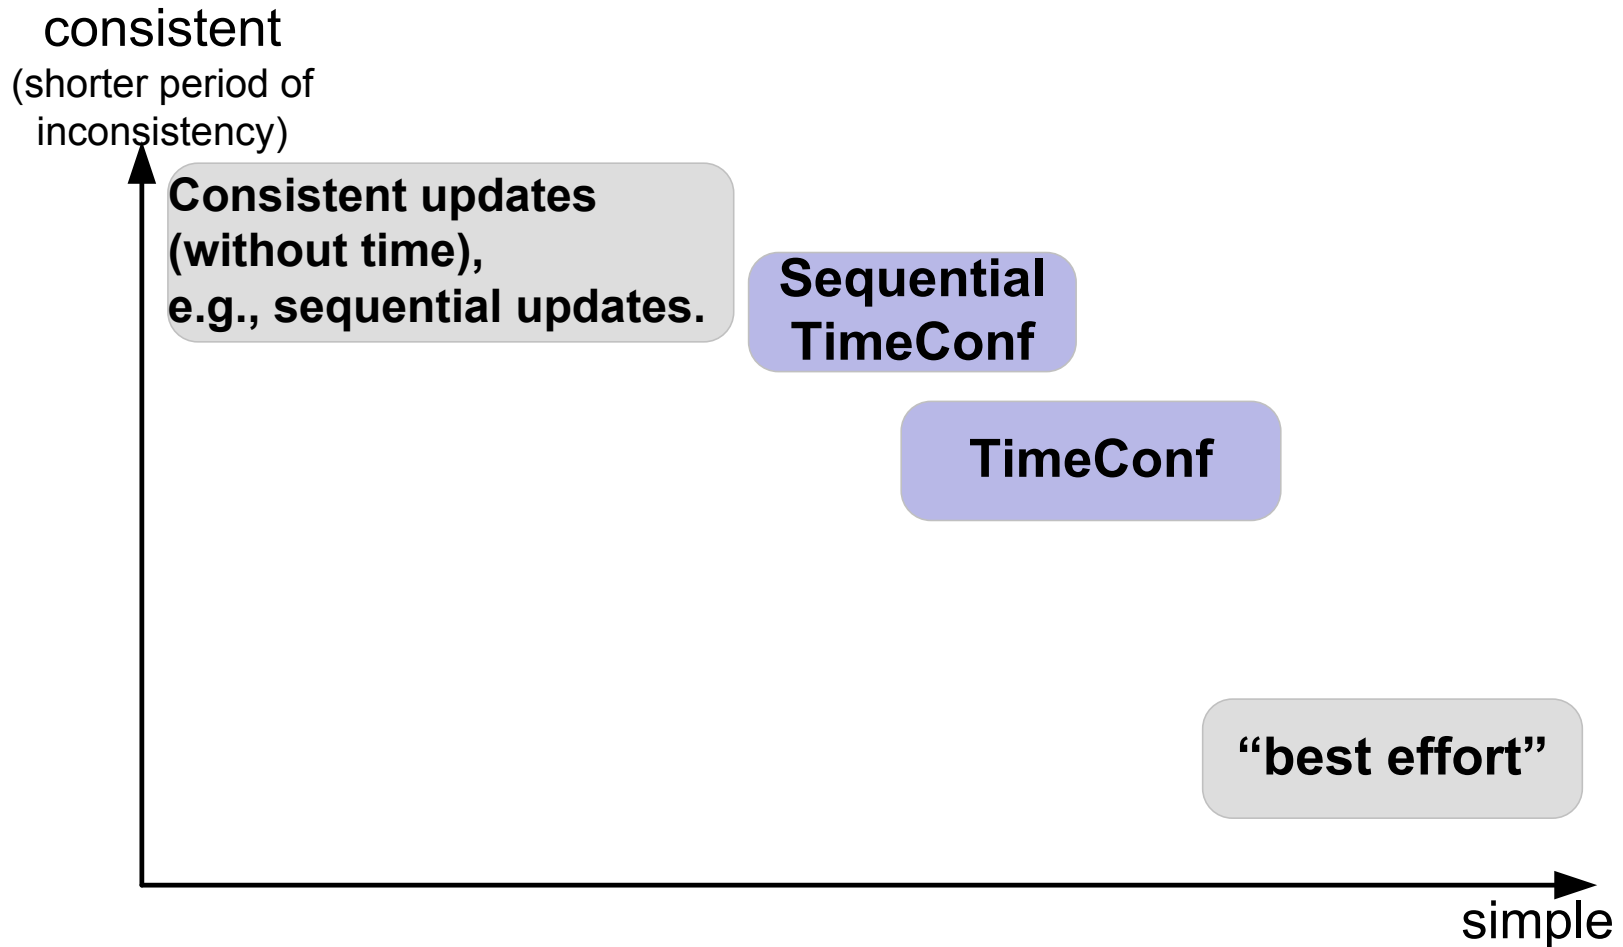 consistent
(shorter period of
inconsistency)
Consistent updates
(without time),
e.g., sequential updates.
Sequential
TimeConf
TimeConf
“best effort”
simple